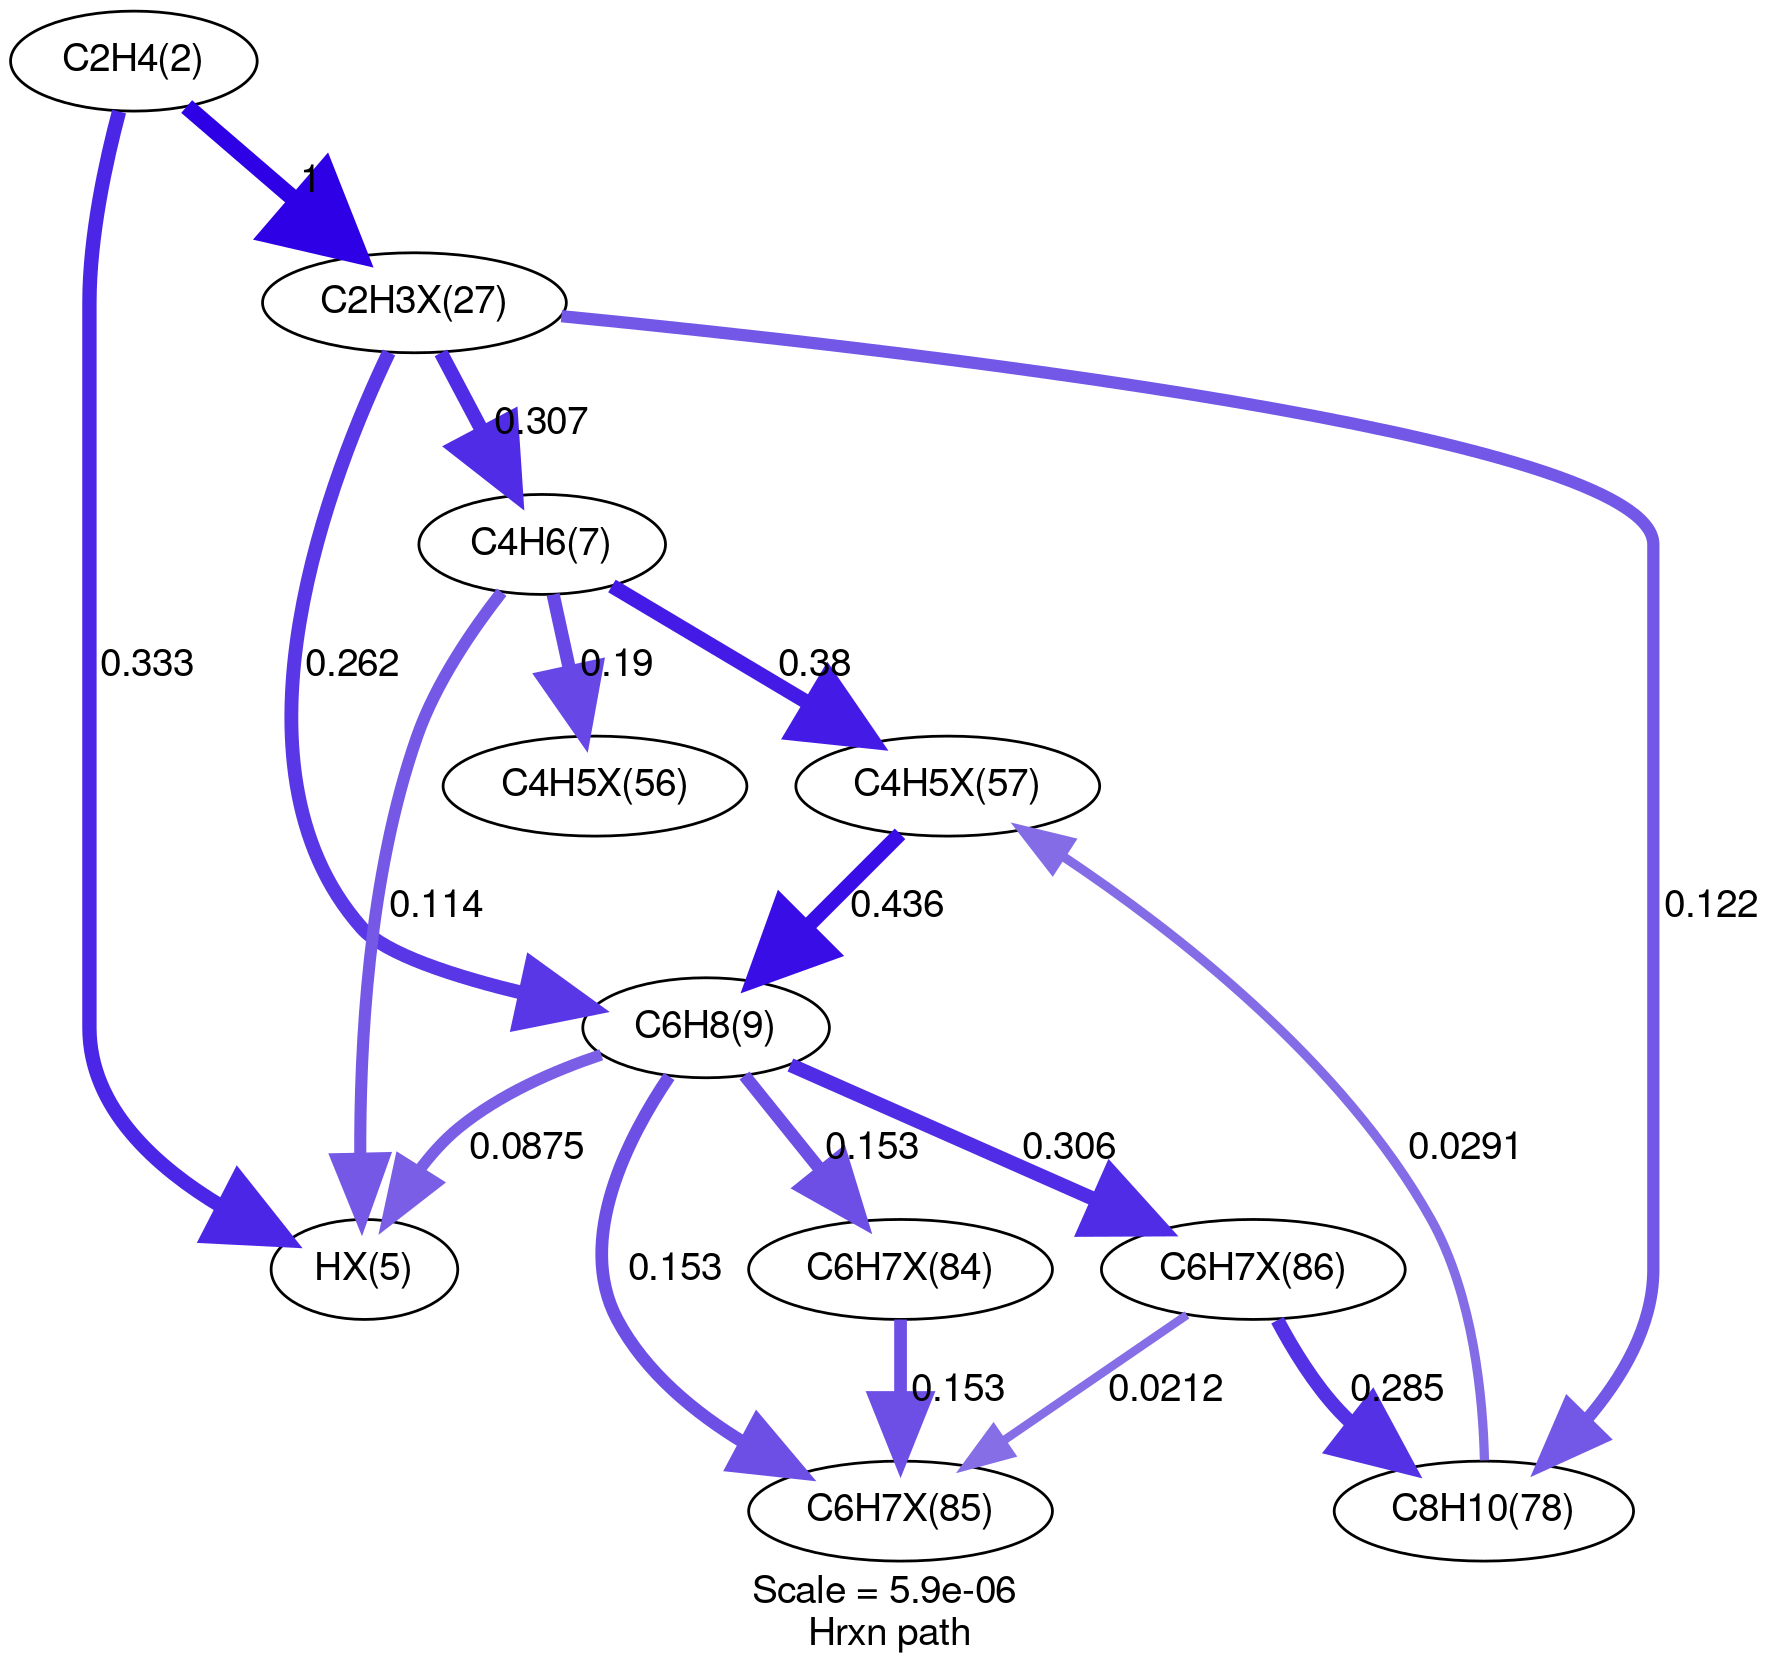 C2H4(2)
1
C2H3X(27)
0.307
C4H6(7)
0.333
0.262
0.19
0.38
C4H5X(56)
C4H5X(57)
0.114
0.436
0.122
C6H8(9)
0.0875
0.153
0.306
0.0291
HX(5)
0.153
C6H7X(84)
C6H7X(86)
0.153
0.0212
0.285
C6H7X(85)
C8H10(78)
Scale = 5.9e-06
Hrxn path